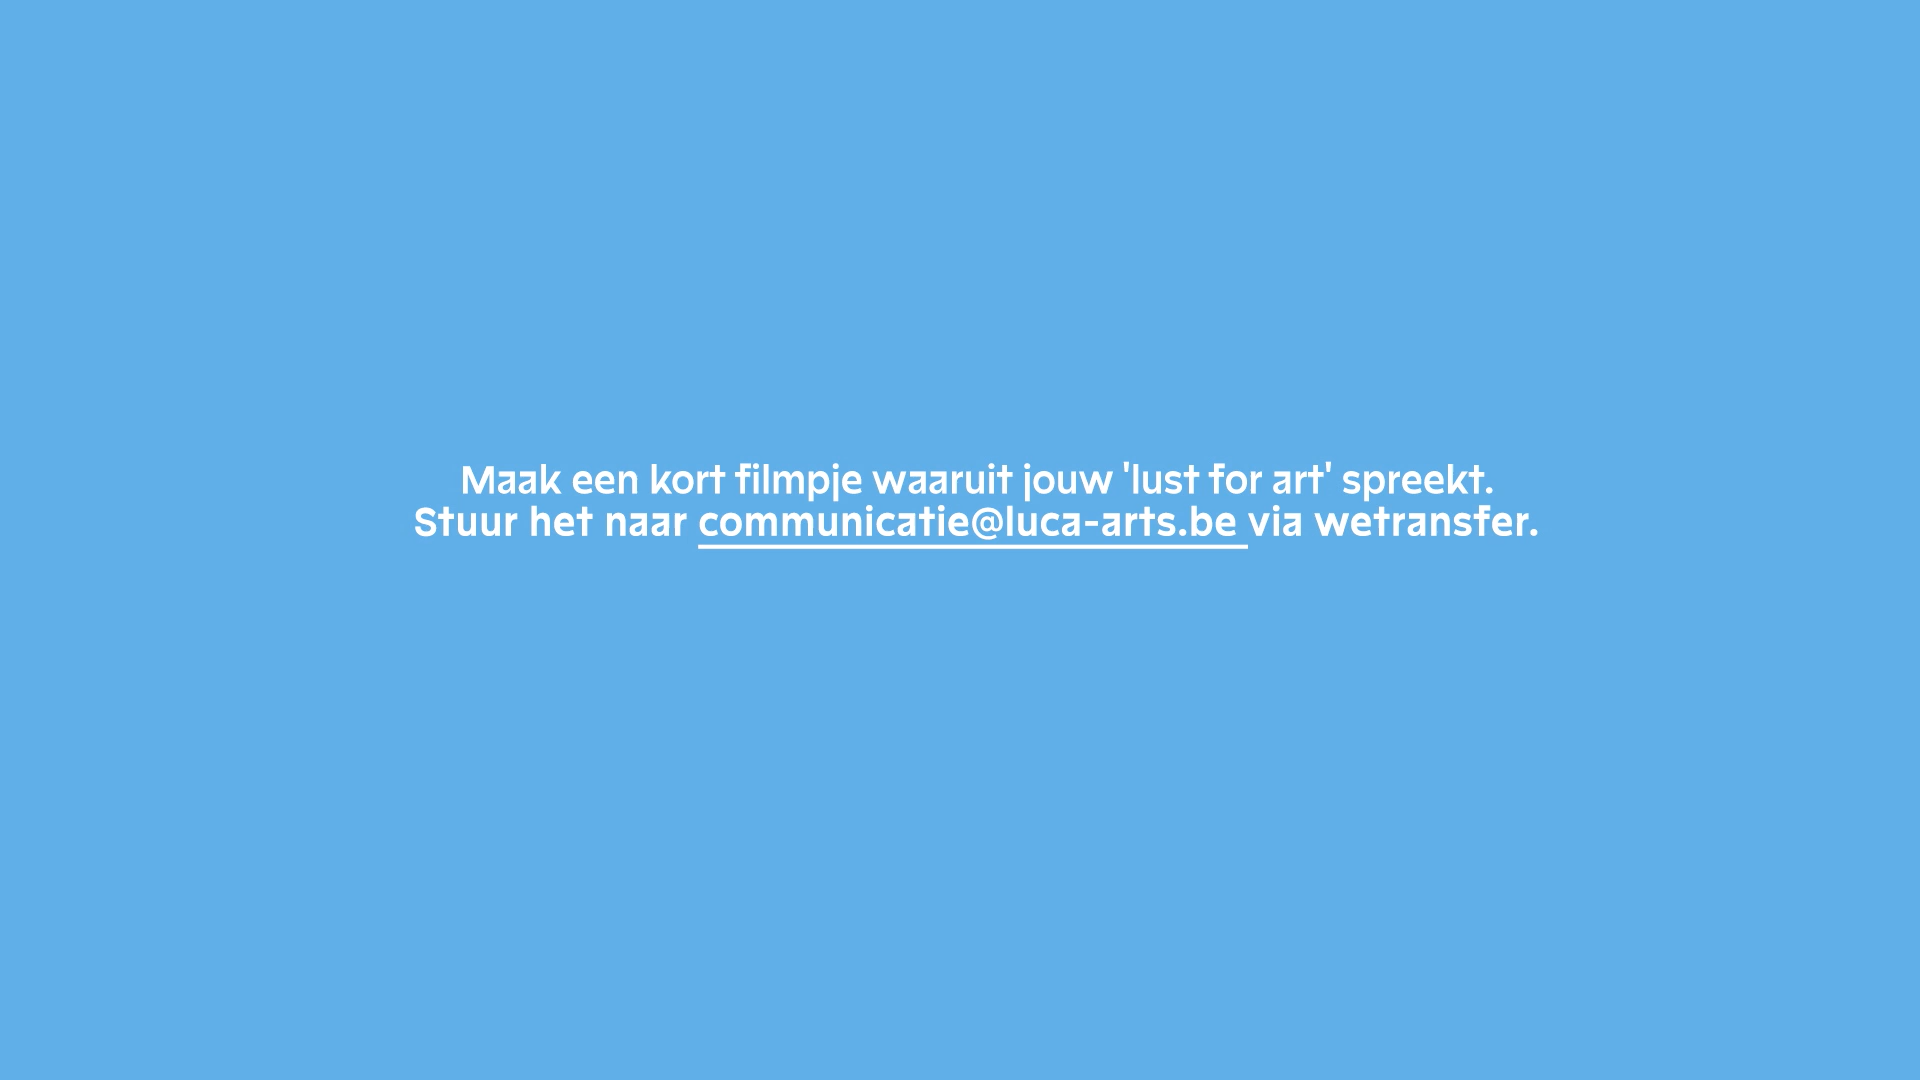 Maak een kort filmpje waaruit jouw 'lust for art' spreekt.
Stuur het naar communicatie@luca-arts.be via wetransfer.